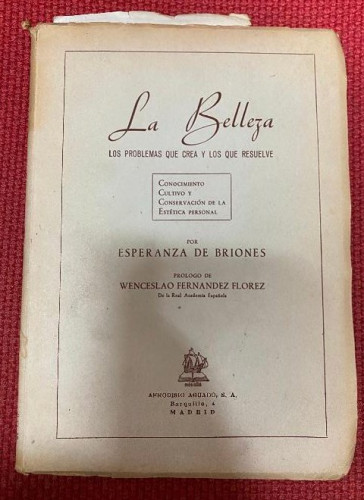 La Belleza
LOS PROBLEMAS QUE CREA Y LOS QUE RESUELVE
CONOCIMIENTO
CULTIVO Y
CONSERVACIÓN DE LA
ESTÉTICA PERSONAL
POR
ESPERANZA DE BRIONES
PRÓLOGO DE
WENCESLAO FERNANDEZ FLOREZ
De la Real Academia Española
AFRODISIO AGUADO, S. A.
Barquillo, 4
MADRID